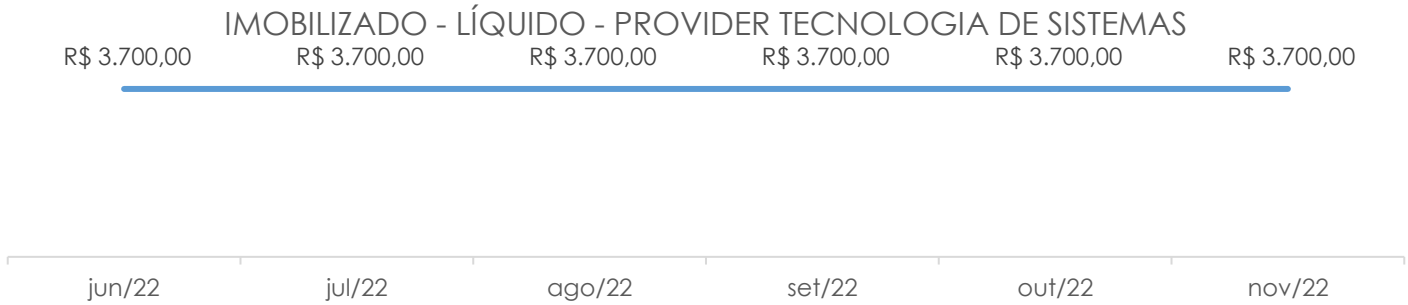 IMOBILIZADO - LÍQUIDO - PROVIDER TECNOLOGIA DE SISTEMAS
R$ 3.700,00 R$ 3.700,00 R$ 3.700,00 R$ 3.700,00 R$ 3.700,00 R$ 3.700,00
jun/22 jul/22 ago/22 set/22 out/22 nov/22